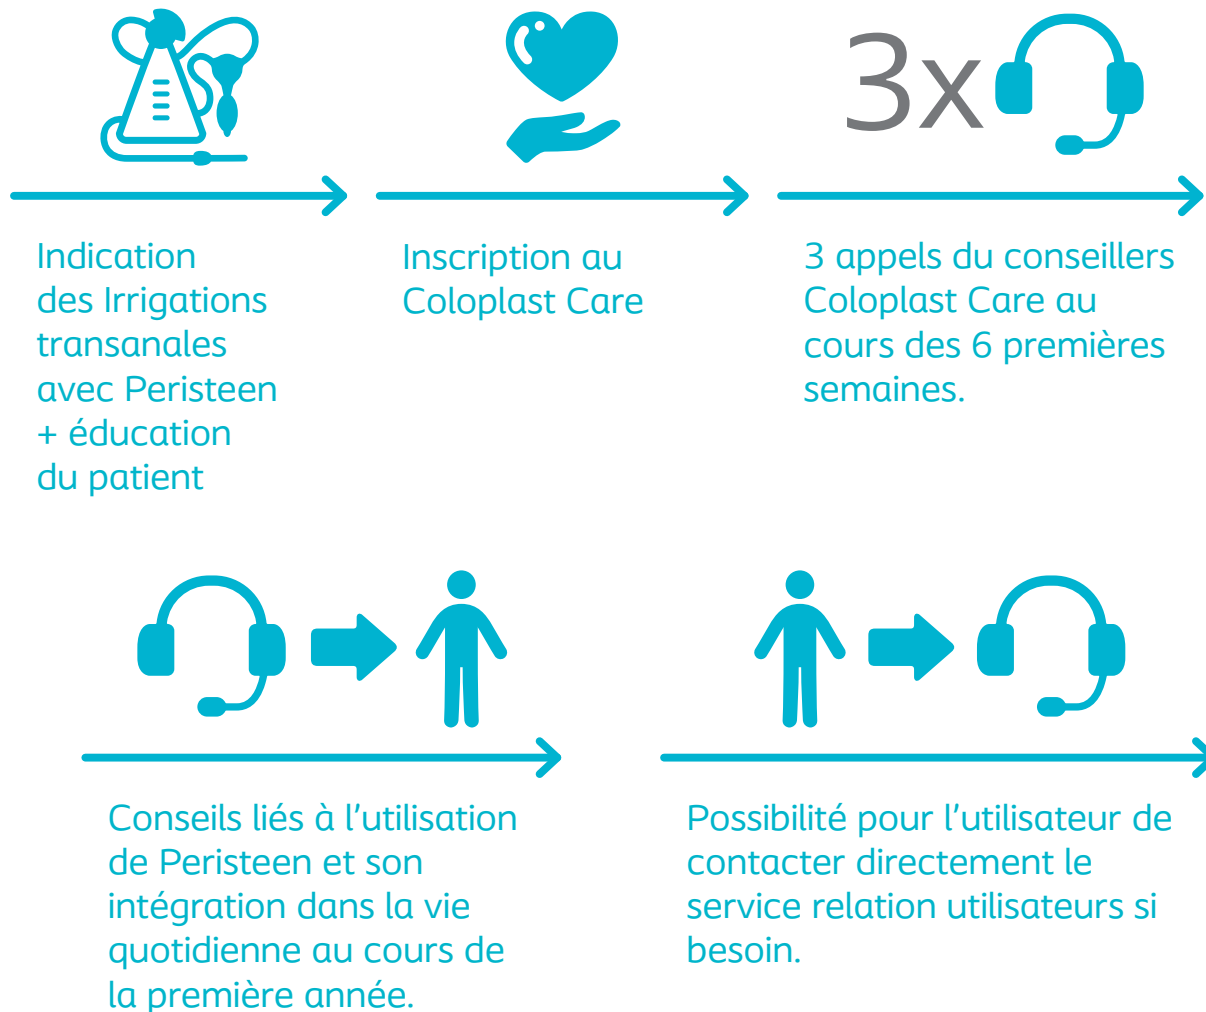 3x
Indication
des Irrigations
transanales
avec Peristeen
+ éducation
du patient
Inscription au
Coloplast Care
3 appels du conseillers
Coloplast Care au
cours des 6 premières
semaines.
Conseils liés à l’utilisation
de Peristeen et son
intégration dans la vie
quotidienne au cours de
la première année.
Possibilité pour l’utilisateur de
contacter directement le
service relation utilisateurs si
besoin.